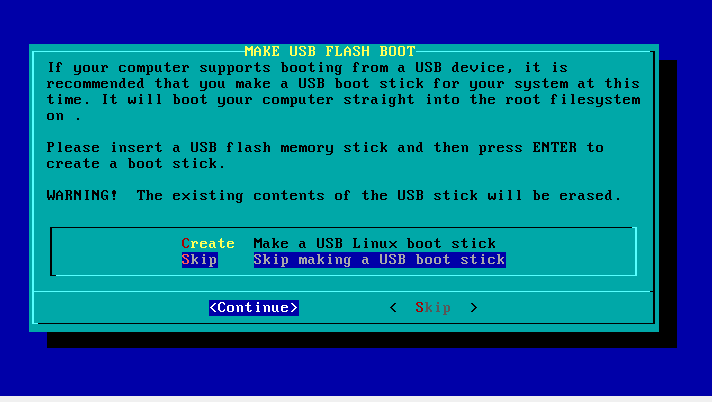 MAKE USB FLASH BOOT
If your computer supports booting from a USB device, it is
recommended that you make a USB boot stick for your system at this
time. It will boot your computer straight into the root filesystem
on .
Please insert a USB flash memory stick and then press ENTER to
create a boot stick.
WARNING!  The existing contents of the USB stick will be erased.
Create  Make a USB Linux boot stick
Skip  Skip making a USB boot stick
<Continue>  < Skip >